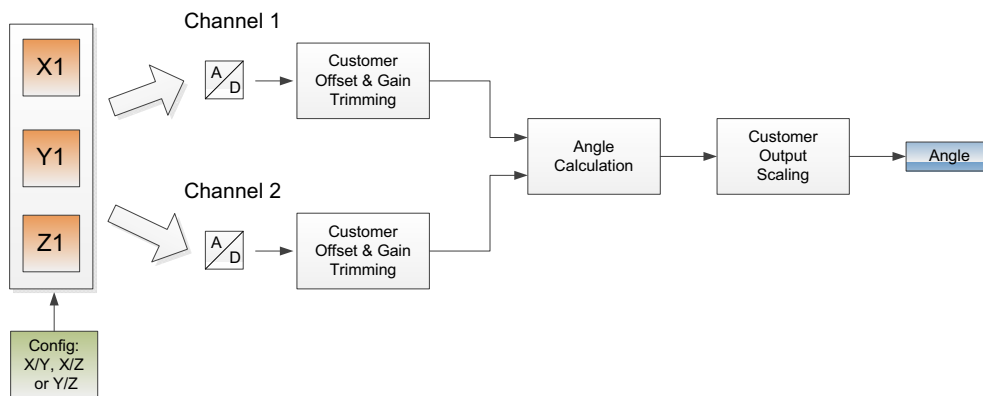 Channel 1
X1
Y1
Z1
A
D
Customer
Offset & Gain
Trimming
Angle
Calculation
Customer
Output
Scaling
Angle
Channel 2
A
D
Customer
Offset & Gain
Trimming
Config:
X/Y, X/Z
or Y/Z